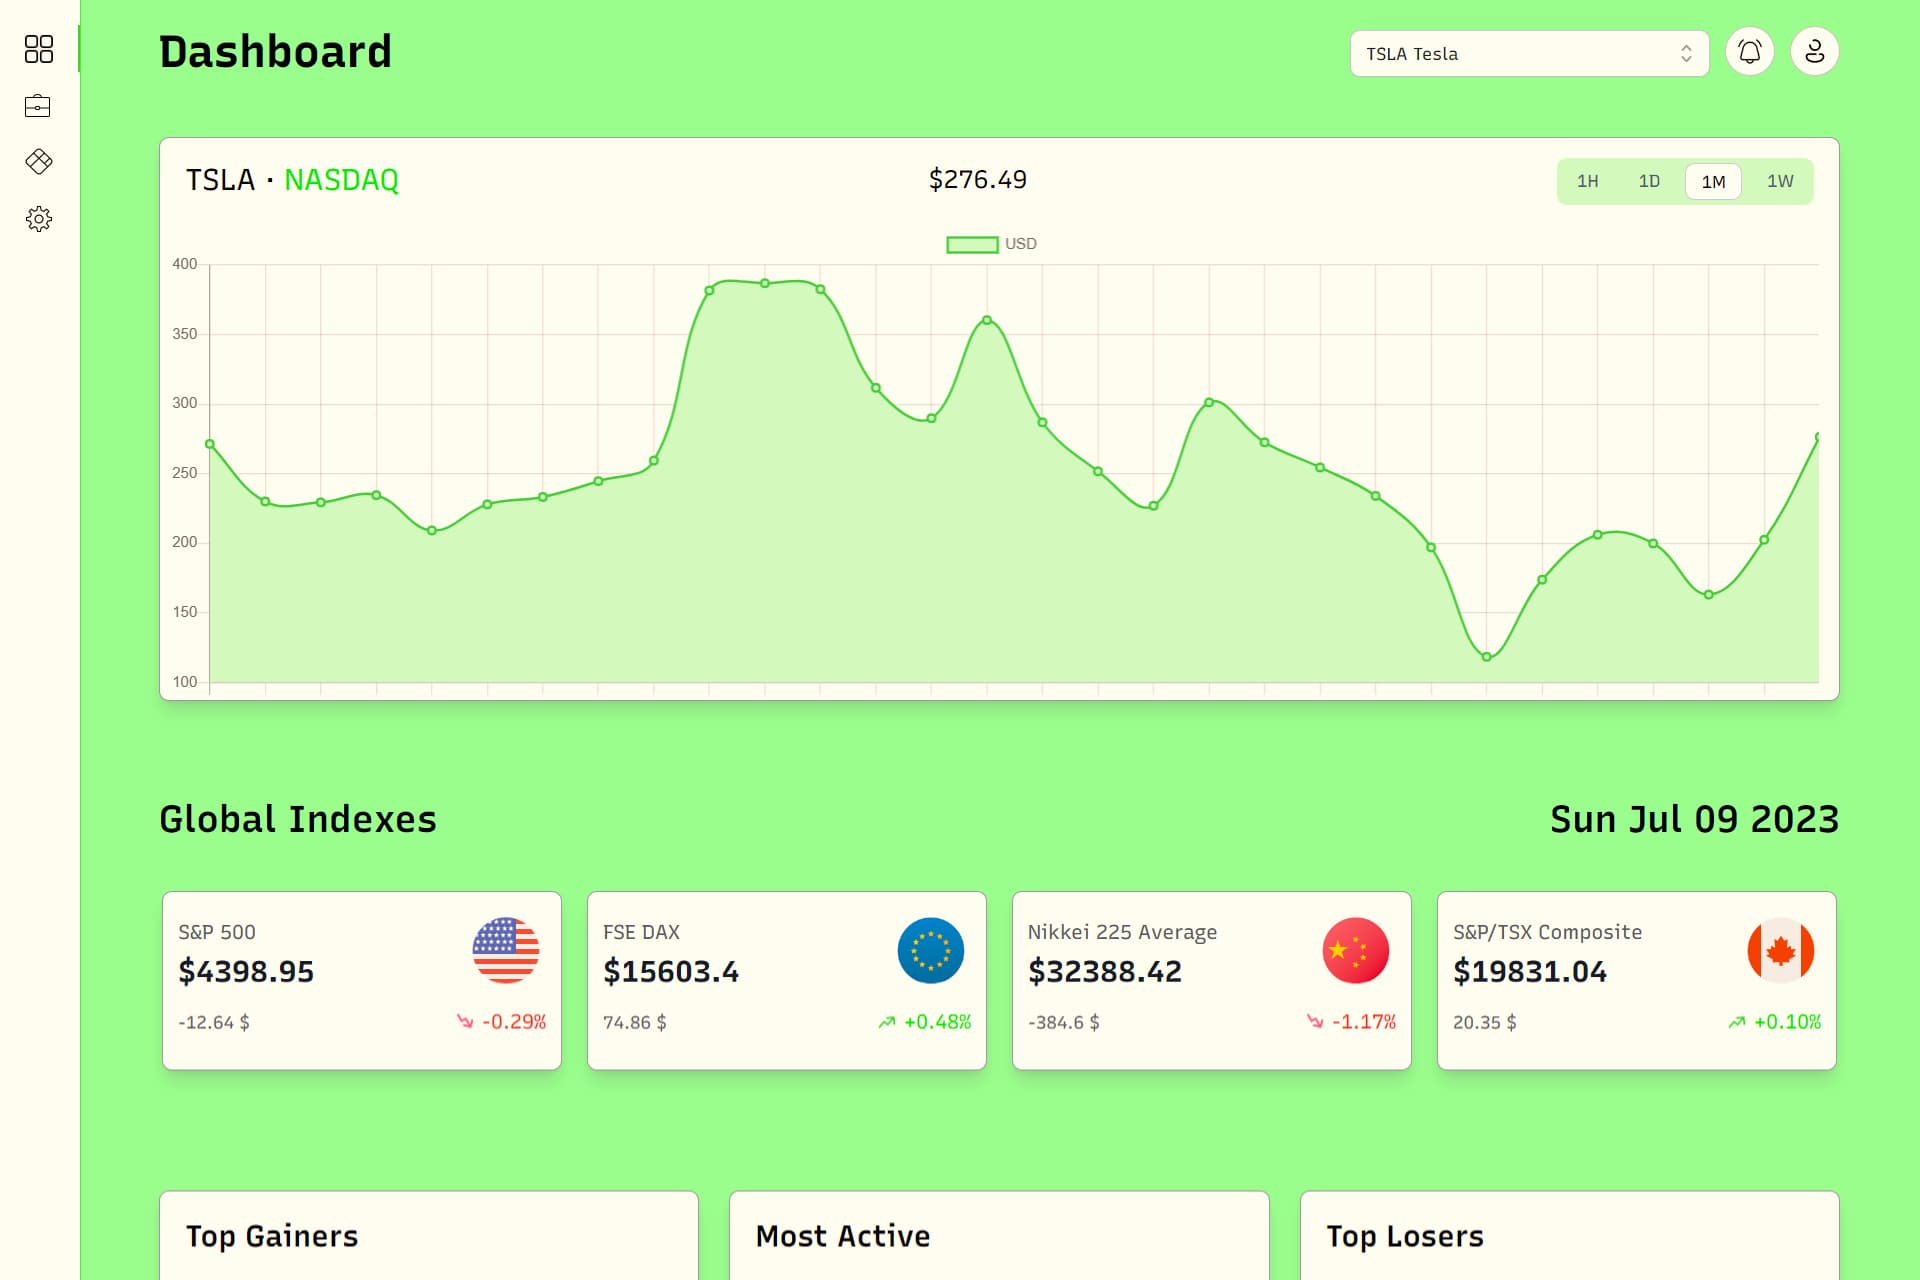 Dashboard
TSLA Tesla
TSLA · NASDAQ
$276.49
1H 1D 1M 1W
USD
400
350
300
250
200
150
100
Global Indexes
Sun Jul 09 2023
S&P 500
$4398.95
-12.64 $
-0.29%
FSE DAX
$15603.4
74.86 $
+0.48%
Nikkei 225 Average
$32388.42
-384.6 $
-1.17%
S&P/TSX Composite
$19831.04
20.35 $
+0.10%
Top Gainers
Most Active
Top Losers